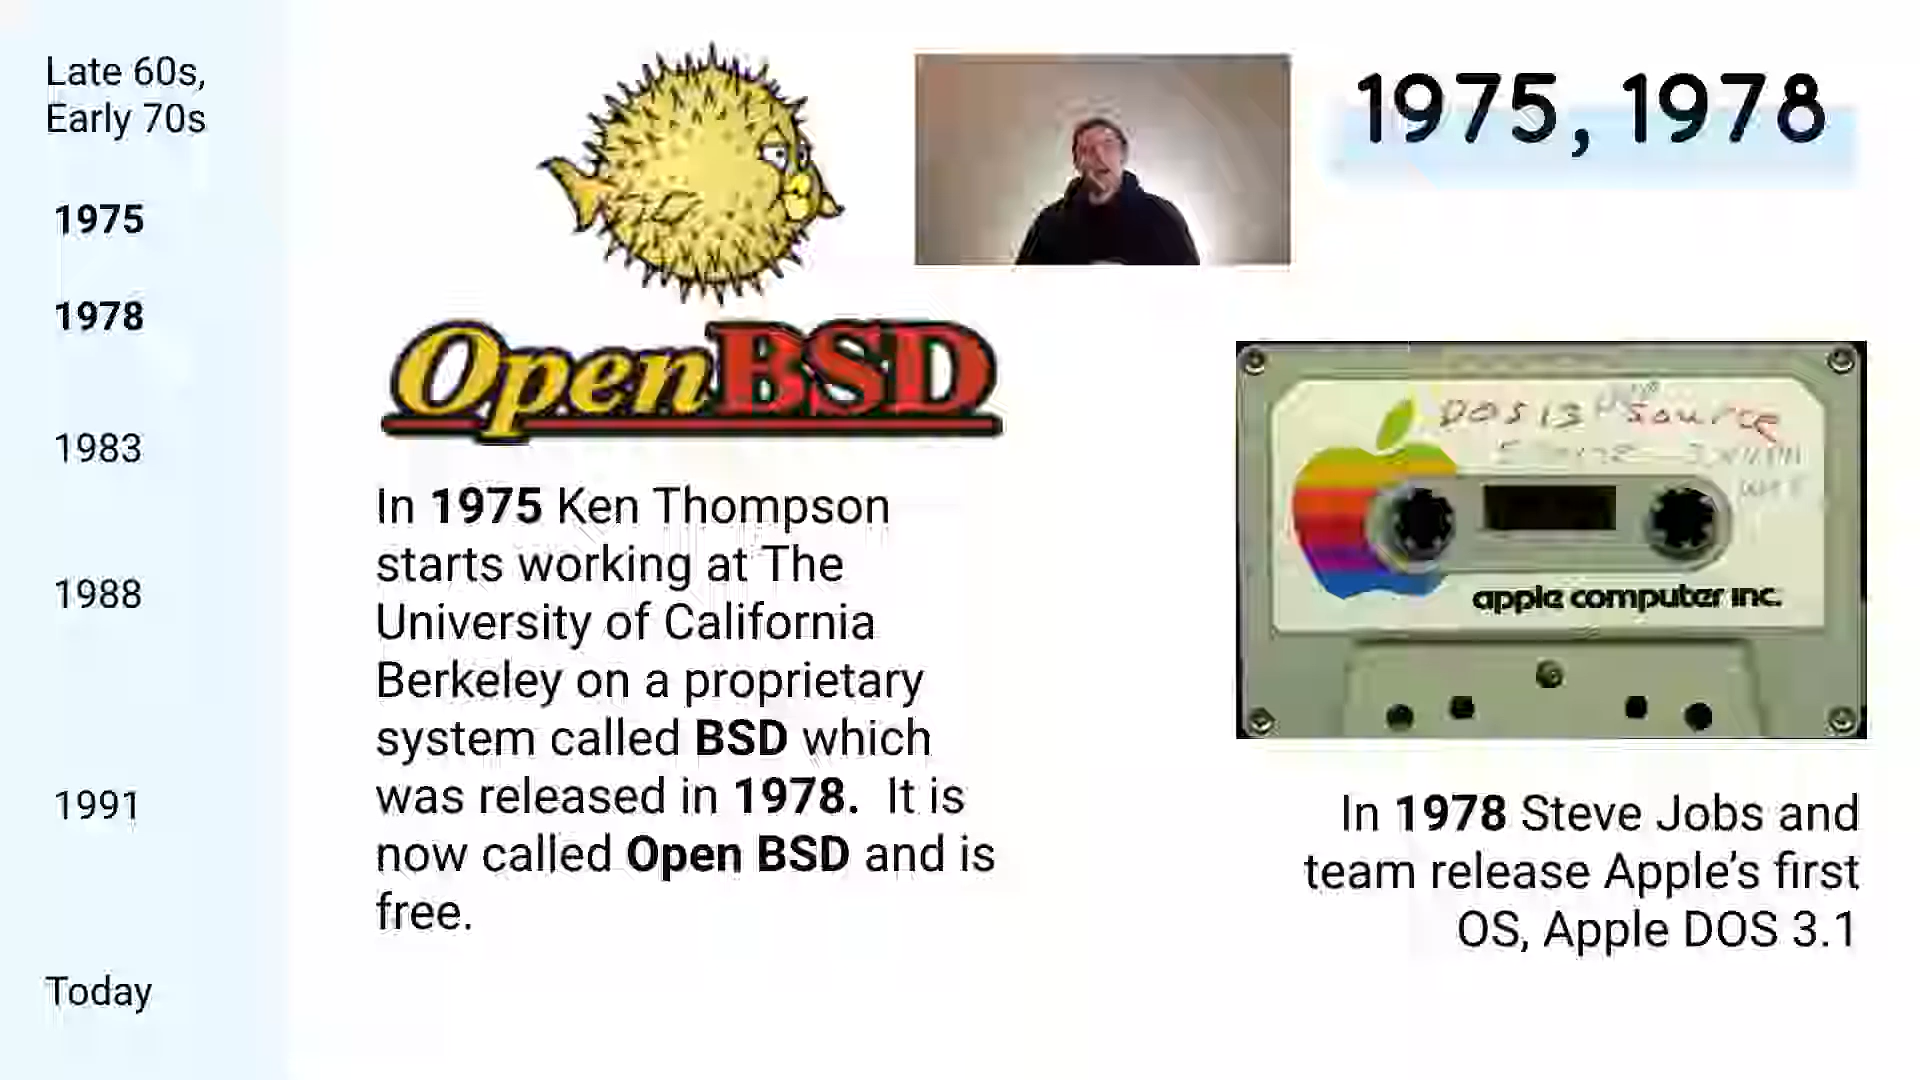 Late 60s,
Early 70s
1975
1978
1983
1988
1991
Today
OpenBSD
In 1975 Ken Thompson
starts working at The
University of California
Berkeley on a proprietary
system called BSD which
was released in 1978. It is
now called Open BSD and is
free.
1975, 1978
DOS 13 source
apple computer inc.
In 1978 Steve Jobs and
team release Apple’s first
OS, Apple DOS 3.1